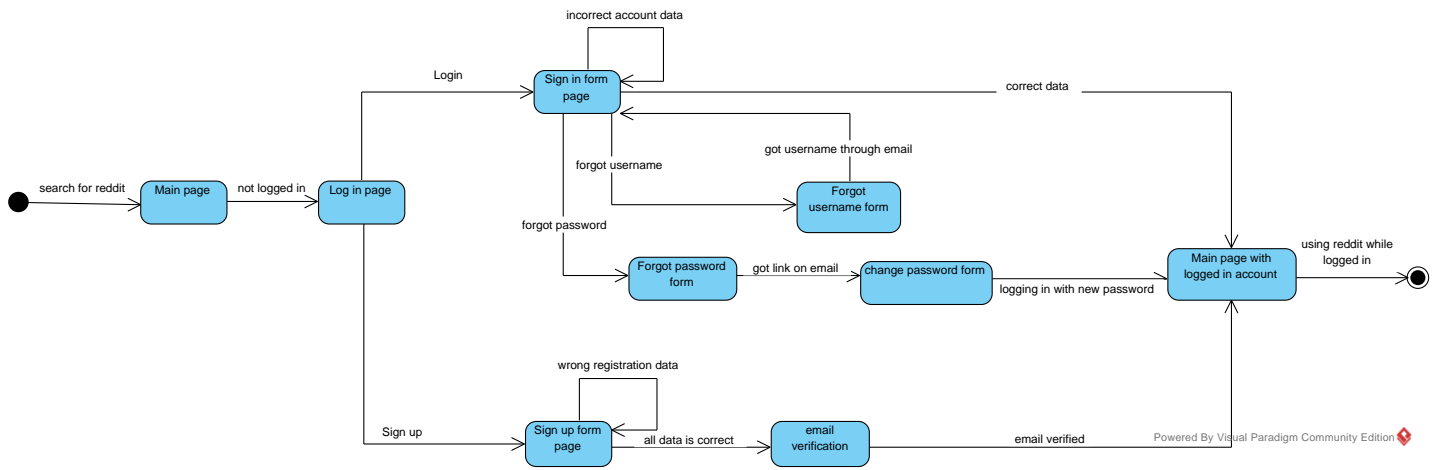 incorrect account data
Sign in form
page
Login
correct data
got username through email
forgot username
search for reddit
Main page
not logged in
Log in page
Forgot
username form
forgot password
using reddit while
logged in
Main page with
logged in account
Forgot password
form
got link on email
change password form
logging in with new password
wrong registration data
Sign up
Sign up form
page
all data is correct
email
verification
email verified
Powered By Visual Paradigm Community Edition